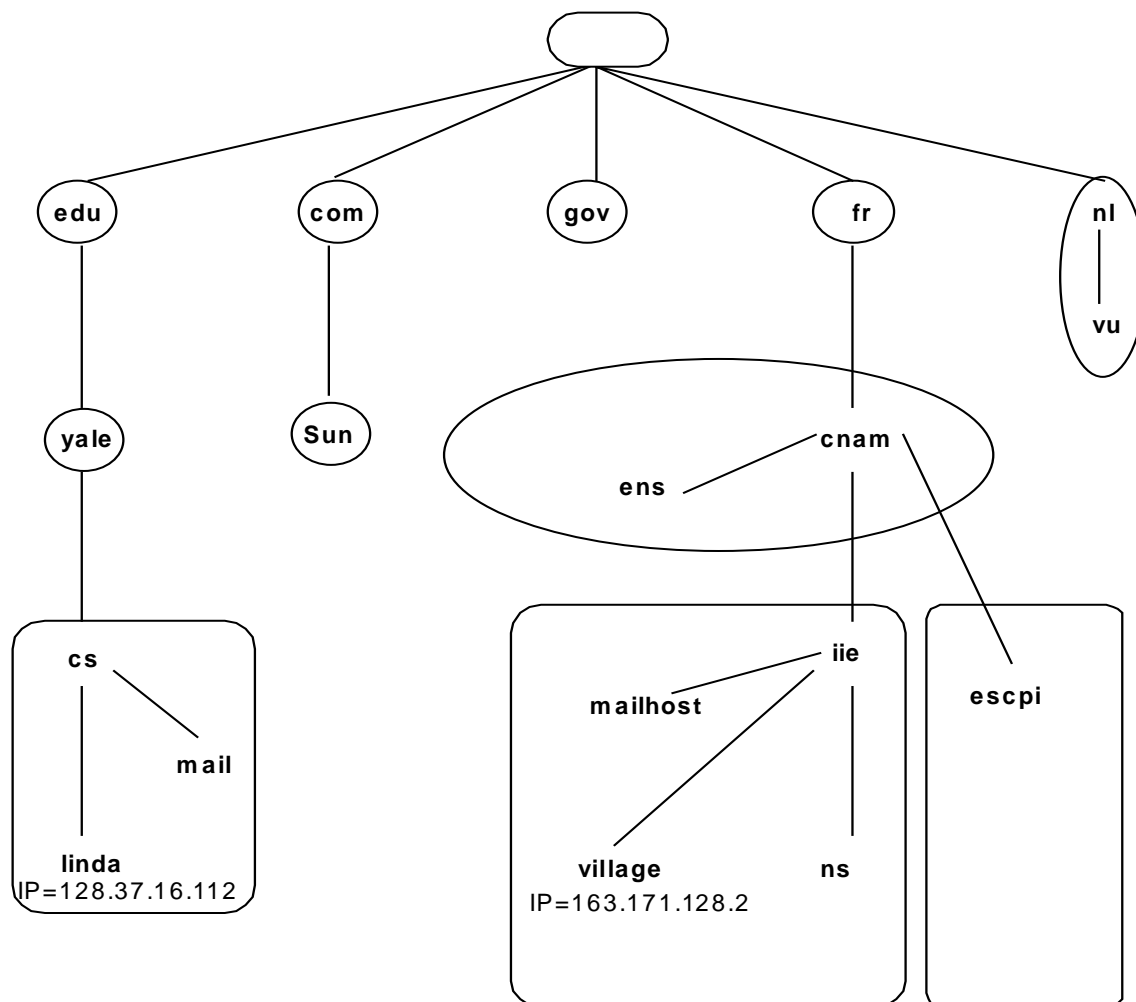 edu
com
gov
fr
nl
vu
yale
Sun
cnam
ens
cs
mail
linda
IP=128.37.16.112
iie
mailhost
village
IP=163.171.128.2
ns
escpi